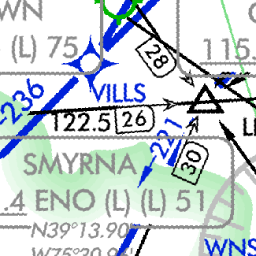 WN
(L) 75
28
115.
VILLS
236
122.5 26
221
30
SMYRNA
.4 ENO (L) (L) 51
N39°13.90'
W75°30.9
WNS